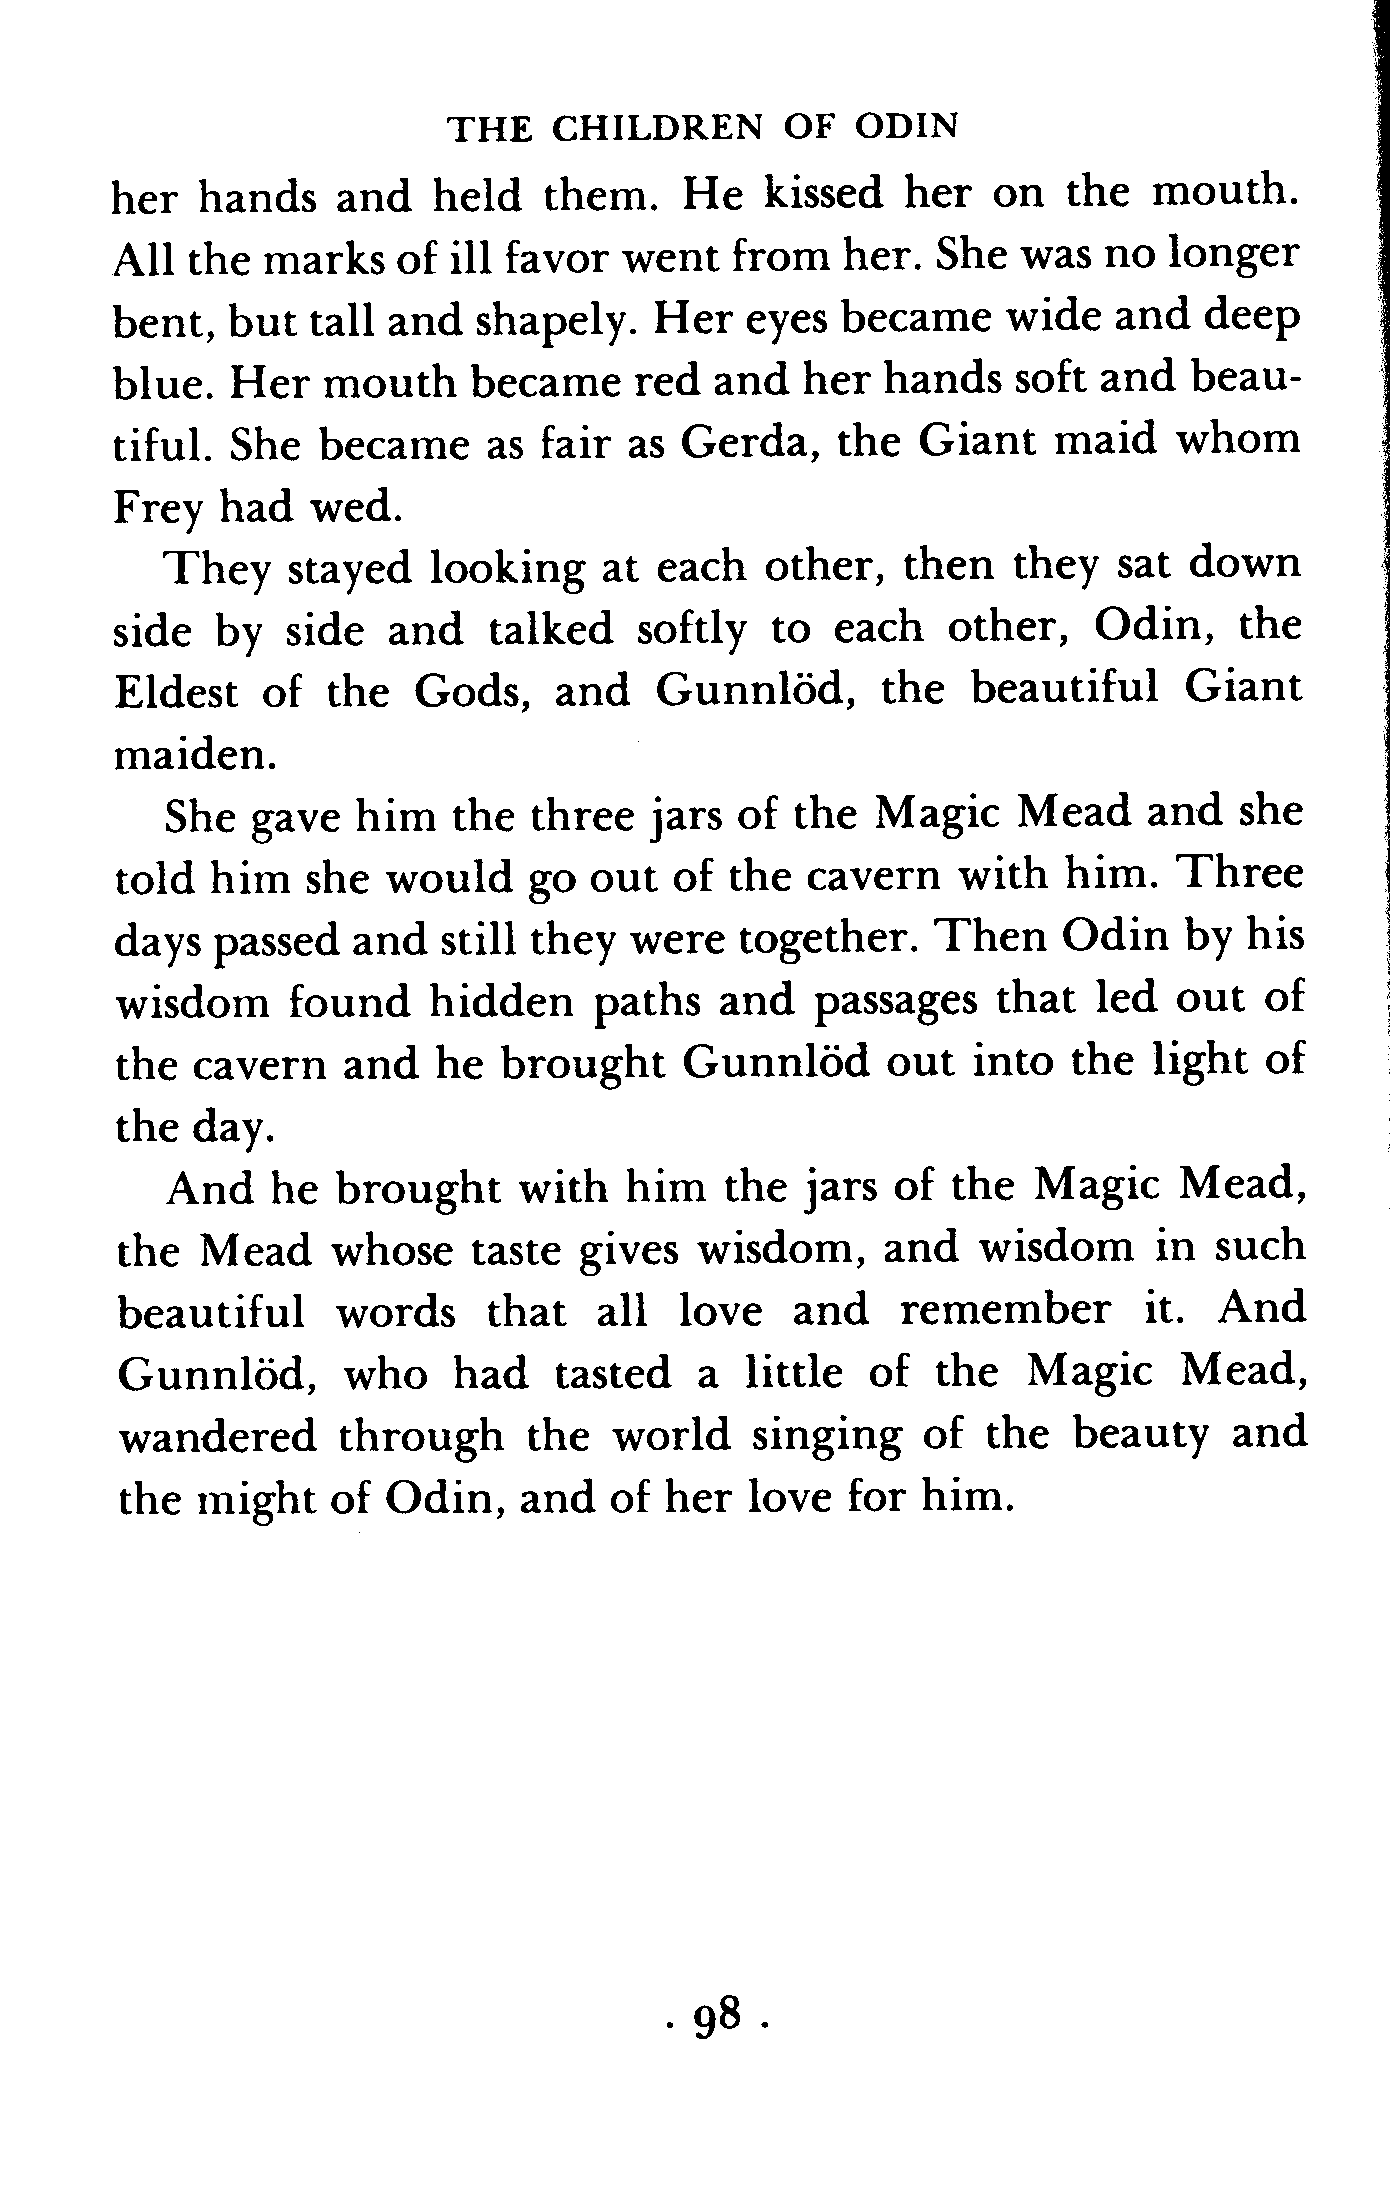 THE CHILDREN OF ODIN
her hands and held them. He kissed her on the mouth.
All the marks of ill favor went from her. She was no longer
bent, but tall and shapely. Her eyes became wide and deep
blue. Her mouth became red and her hands soft and beau-
tiful. She became as fair as Gerda, the Giant maid whom
Frey had wed.
They stayed looking at each other, then they sat down
side by side and talked softly to each other, Odin, the
Eldest of the Gods, and Gunnlöd, the beautiful Giant
maiden.
She gave him the three jars of the Magic Mead and she
told him she would go out of the cavern with him. Three
days passed and still they were together. Then Odin by his
wisdom found hidden paths and passages that led out of
the cavern and he brought Gunnlöd out into the light of
the day.
And he brought with him the jars of the Magic Mead,
the Mead whose taste gives wisdom, and wisdom in such
beautiful words that all love and remember it. And
Gunnlöd, who had tasted a little of the Magic Mead,
wandered through the world singing of the beauty and
the might of Odin, and of her love for him.
. 98 .